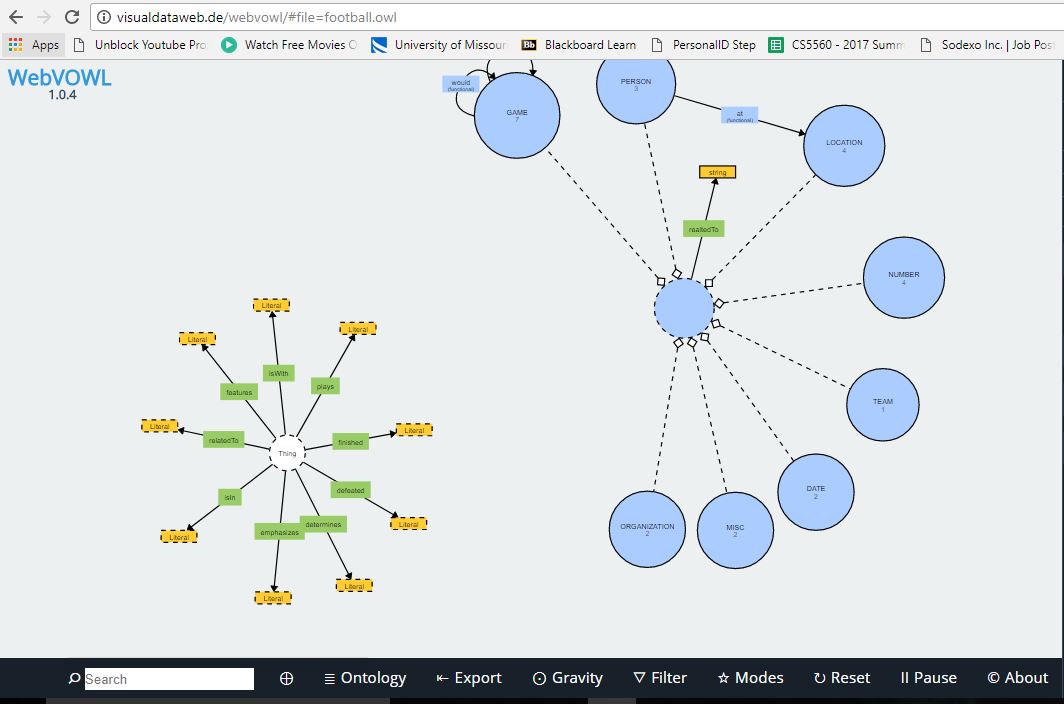 visualdataweb.de/webvowl/#file=football.owl
Apps Unblock Youtube Pro Watch Free Movies O University of Missour Blackboard Learn PersonalID Step CS5560 - 2017 Summ Sodexo Inc. | Job Post
Bb
WebVOWL
1.0.4
would
(functional)
GAME
7
PERSON
3
at
(functional)
LOCATION
4
string
realtedTo
NUMBER
4
TEAM
1
DATE
2
MISC
2
ORGANIZATION
2
Literal
Literal
Literal
isWith
plays
features
Literal
relatedTo
finished
Literal
Thing
isIn
defeated
Literal
emphasizes
determines
Literal
Literal
Literal
Search
Ontology Export Gravity Filter Modes Reset Pause © About